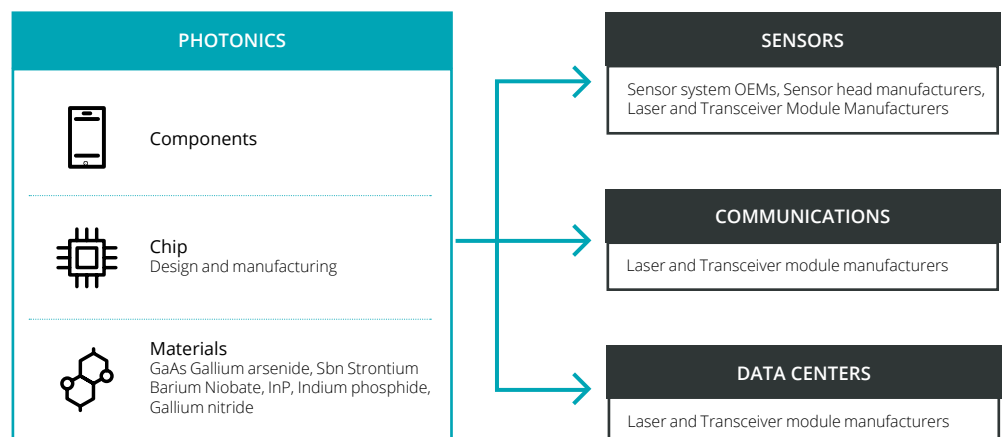 PHOTONICS
Components
Chip
Design and manufacturing
Materials
GaAs Gallium arsenide, Sbn Strontium
Barium Niobate, InP, Indium phosphide,
Gallium nitride
SENSORS
Sensor system OEMs, Sensor head manufacturers,
Laser and Transceiver Module Manufacturers
COMMUNICATIONS
Laser and Transceiver module manufacturers
DATA CENTERS
Laser and Transceiver module manufacturers